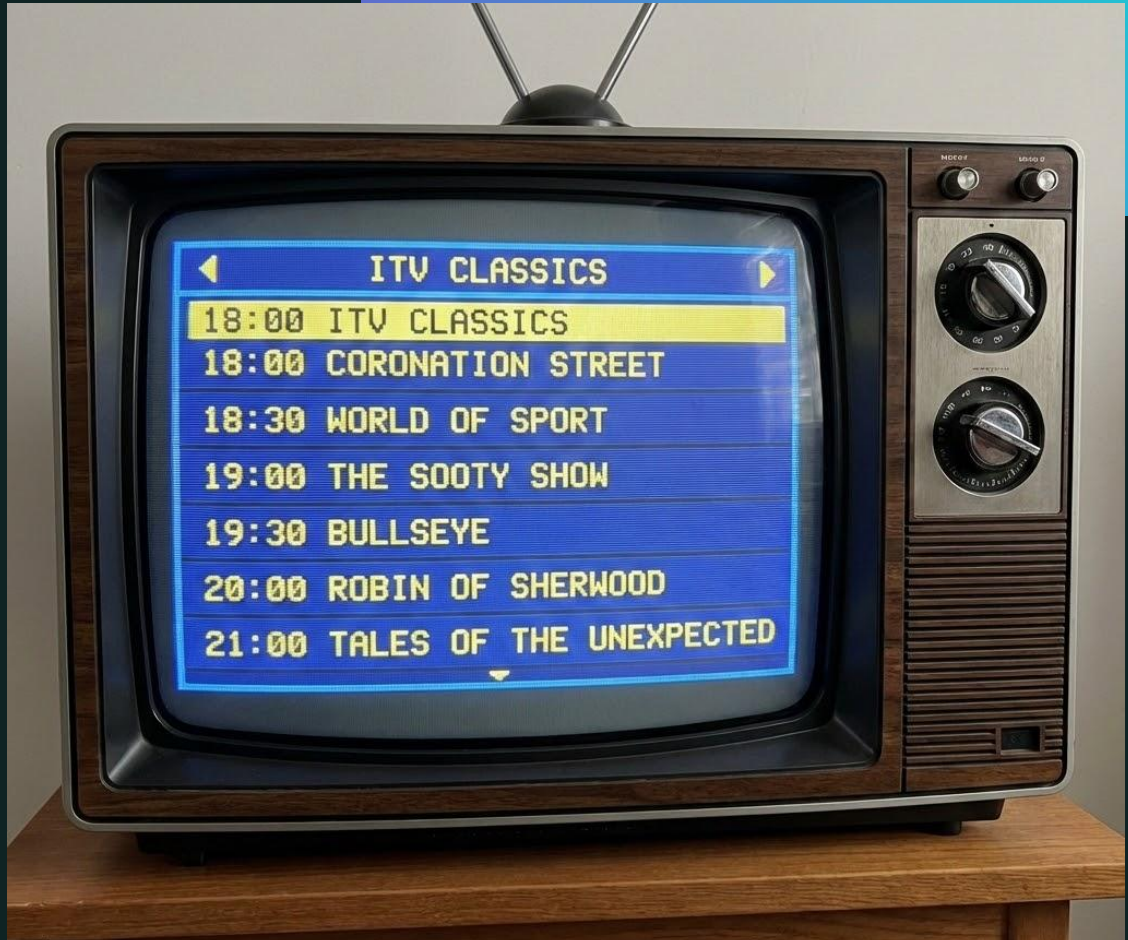 ITV CLASSICS
18:00 ITV CLASSICS
18:00 CORONATION STREET
18:30 WORLD OF SPORT
19:00 THE SOOTY SHOW
19:30 BULLSEYE
20:00 ROBIN OF SHERWOOD
21:00 TALES OF THE UNEXPECTED